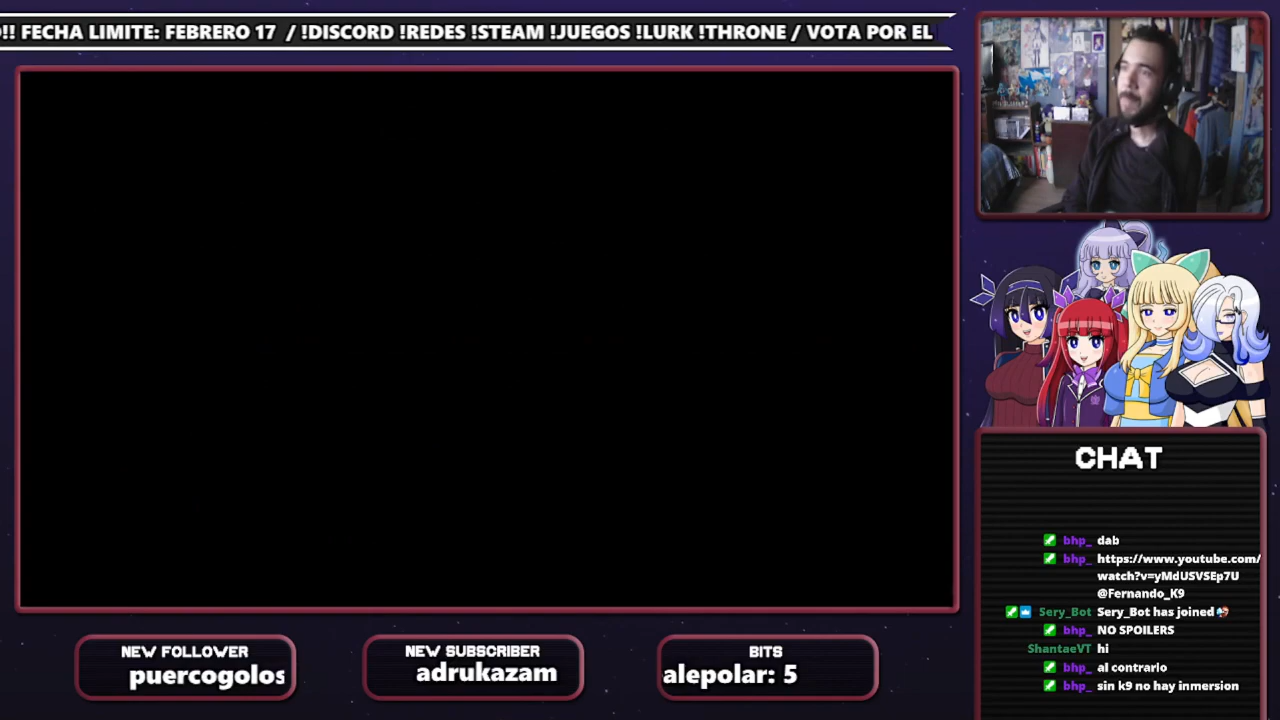 !! FECHA LIMITE: FEBRERO 17 / !DISCORD !REDES !STEAM !JUEGOS !LURK !THRONE / VOTA POR EL
CHAT
bhp_ dab
bhp_ https://www.youtube.com/
watch?v=yMdUSVSEp7U
@Fernando_K9
Sery_Bot Sery_Bot has joined
bhp_ NO SPOILERS
ShantaeVT hi
bhp_ al contrario
bhp_ sin k9 no hay inmersion
NEW FOLLOWER
puercogolos
NEW SUBSCRIBER
adrukazam
BITS
alepolar: 5